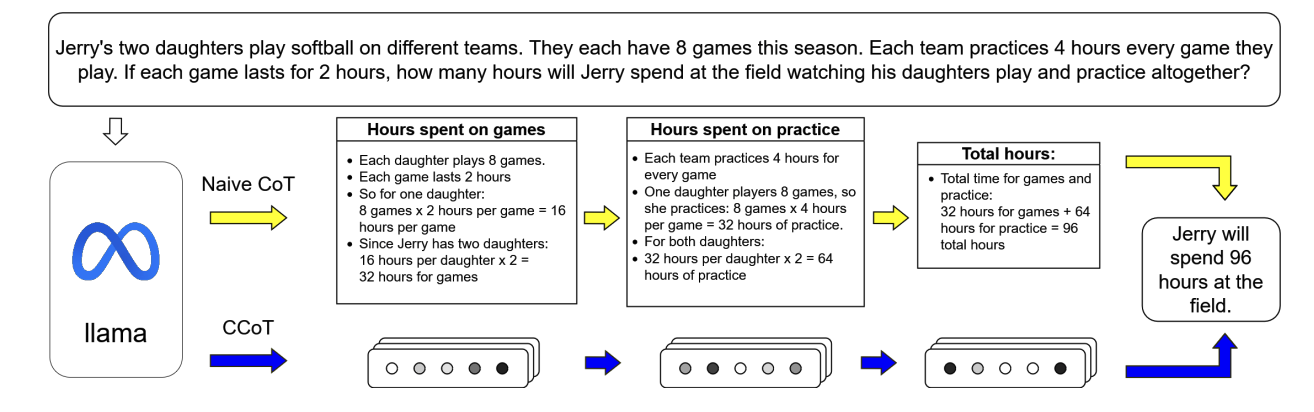 Jerry's two daughters play softball on different teams. They each have 8 games this season. Each team practices 4 hours every game they
play. If each game lasts for 2 hours, how many hours will Jerry spend at the field watching his daughters play and practice altogether?
llama
Naive CoT
Hours spent on games
• Each daughter plays 8 games.
• Each game lasts 2 hours
• So for one daughter:
8 games x 2 hours per game = 16
hours per game
• Since Jerry has two daughters:
16 hours per daughter x 2 =
32 hours for games
Hours spent on practice
• Each team practices 4 hours for
every game
• One daughter players 8 games, so
she practices: 8 games x 4 hours
per game = 32 hours of practice.
• For both daughters:
• 32 hours per daughter x 2 = 64
hours of practice
Total hours:
• Total time for games and
practice:
32 hours for games + 64
hours for practice = 96
total hours
Jerry will
spend 96
hours at the
field.
CCoT